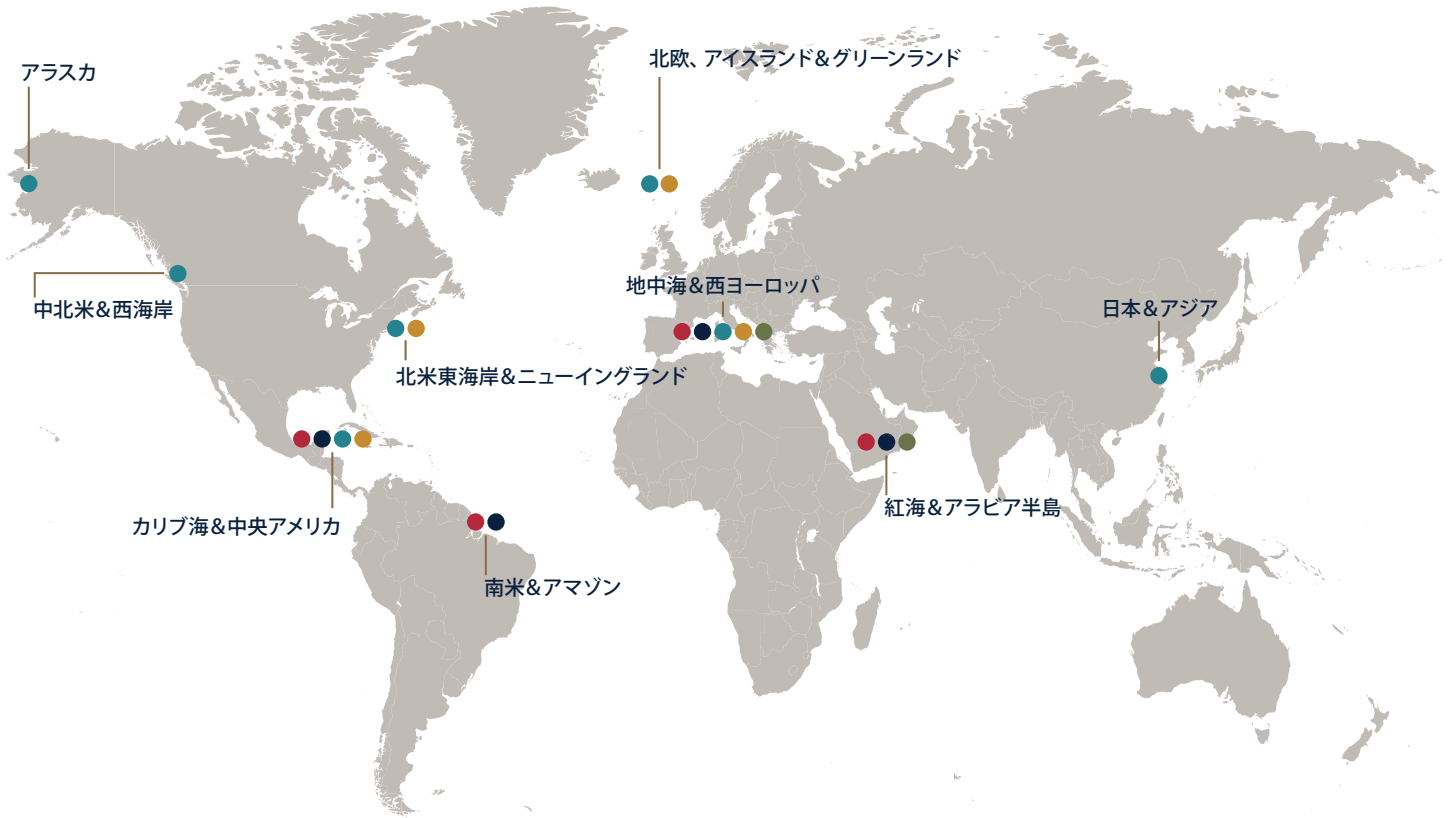 北欧、アイスランド&グリーンランド
アラスカ
地中海&西ヨーロッパ
中北米&西海岸
日本&アジア
北米東海岸&ニューイングランド
紅海&アラビア半島
カリブ海&中央アメリカ
南米&アマゾン